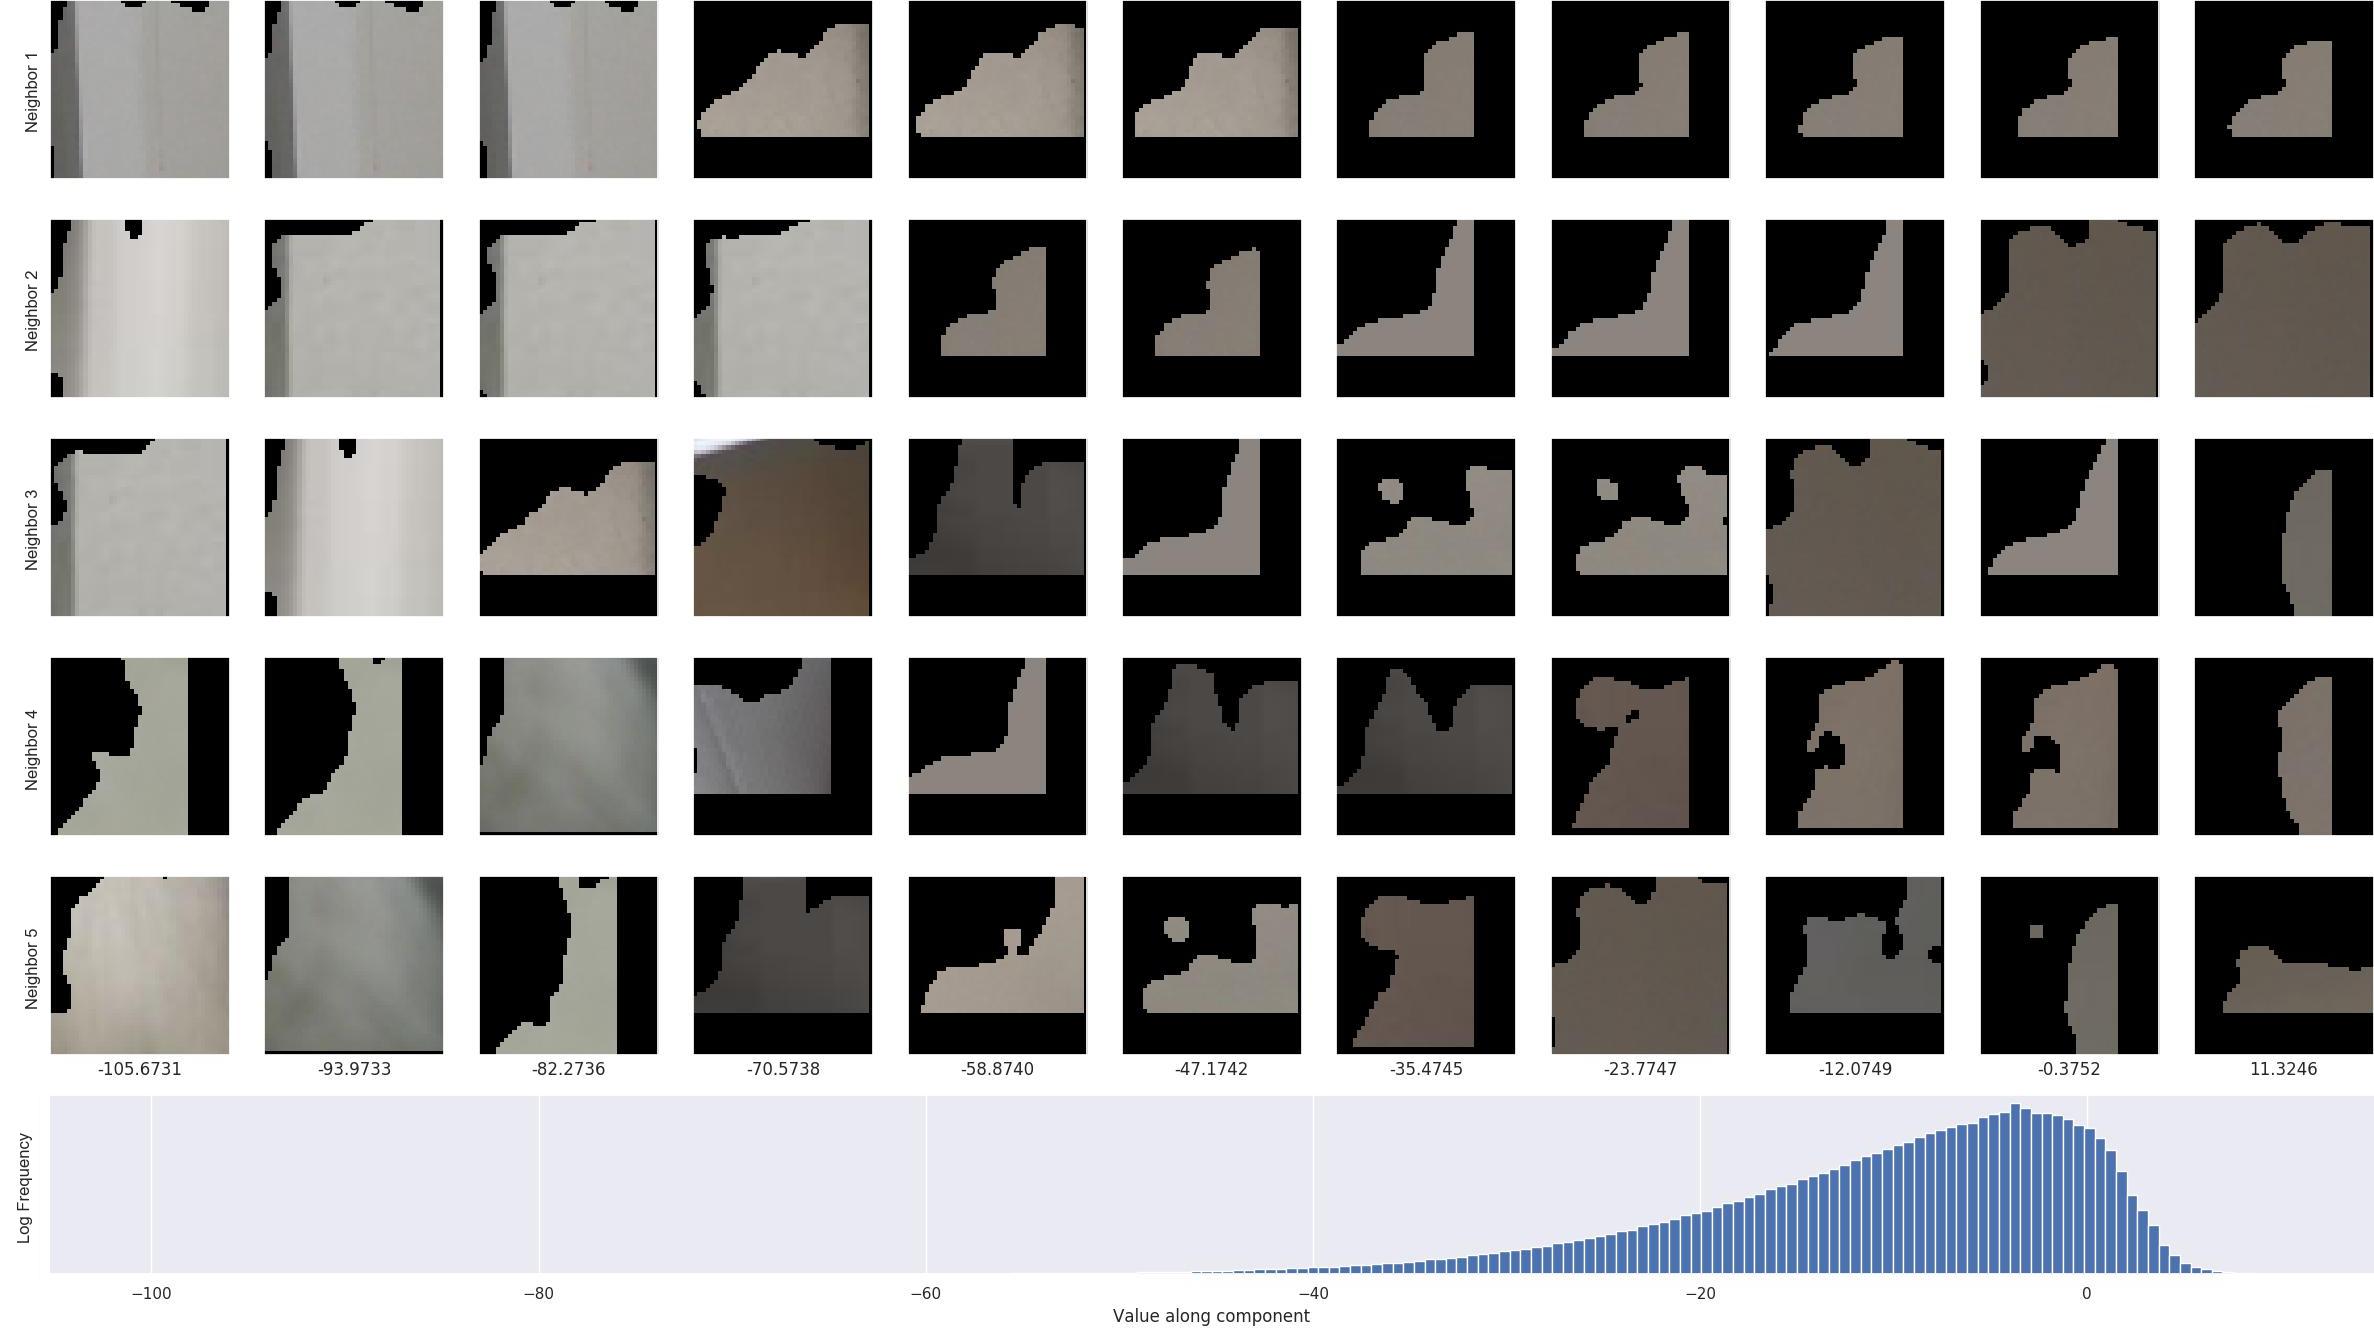 Neighbor 1
Neighbor 2
Neighbor 3
Neighbor 4
Neighbor 5
-105.6731 -93.9733 -82.2736 -70.5738 -58.8740 -47.1742 -35.4745 -23.7747 -12.0749 -0.3752 11.3246
Log Frequency
−100 −80 −60 −40 −20 0
Value along component